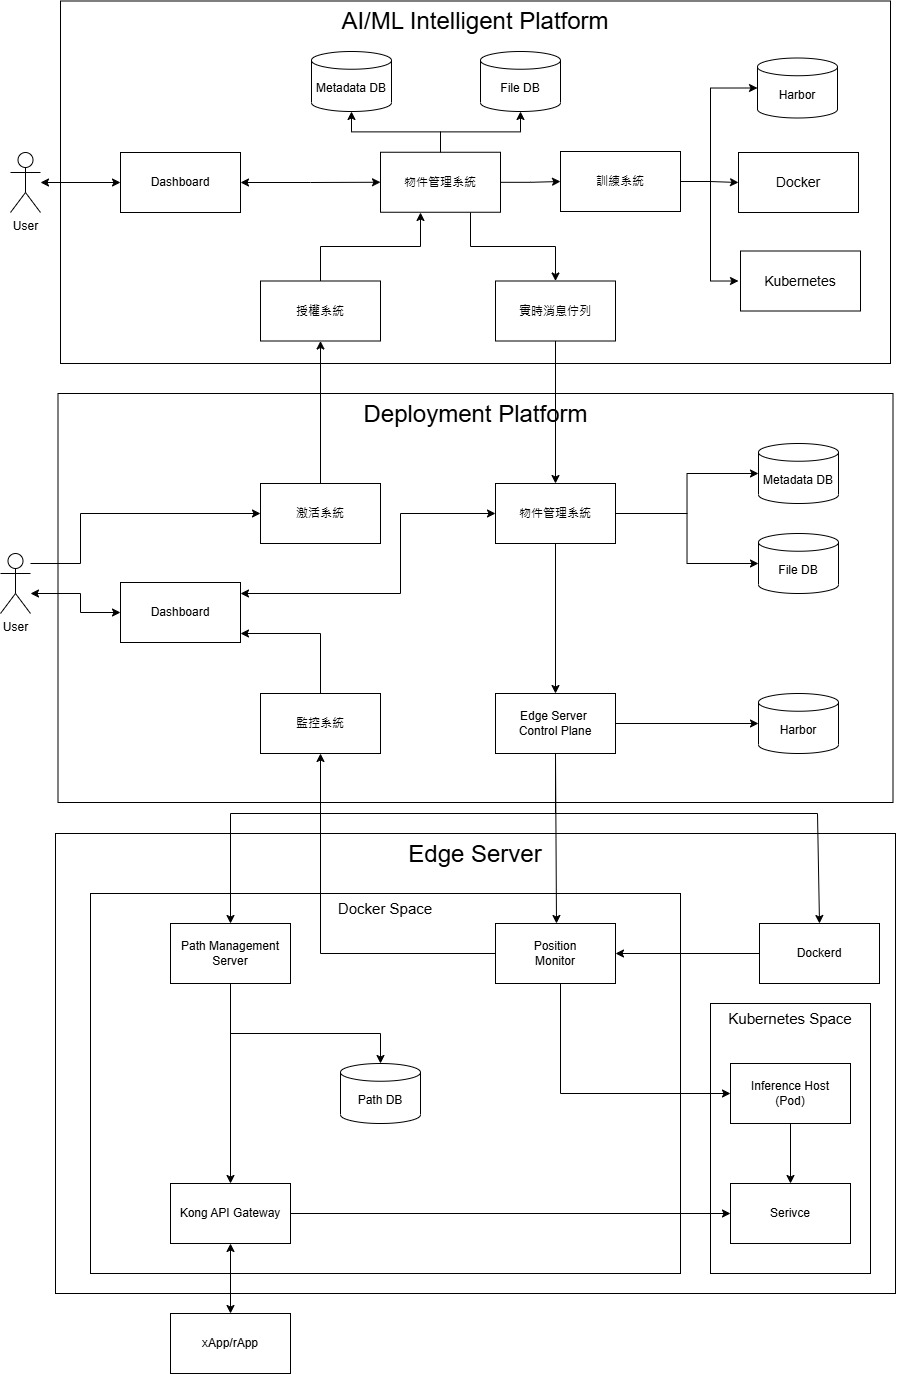 AI/ML Intelligent Platform
Metadata DB
File DB
Harbor
User
Dashboard
物件管理系統
訓練系統
Docker
Kubernetes
授權系統
實時消息佇列
Deployment Platform
Metadata DB
激活系統
物件管理系統
File DB
User
Dashboard
監控系統
Edge Server
Control Plane
Harbor
Edge Server
Docker Space
Path Management
Server
Position
Monitor
Dockerd
Kubernetes Space
Path DB
Inference Host
(Pod)
Kong API Gateway
Serivce
xApp/rApp